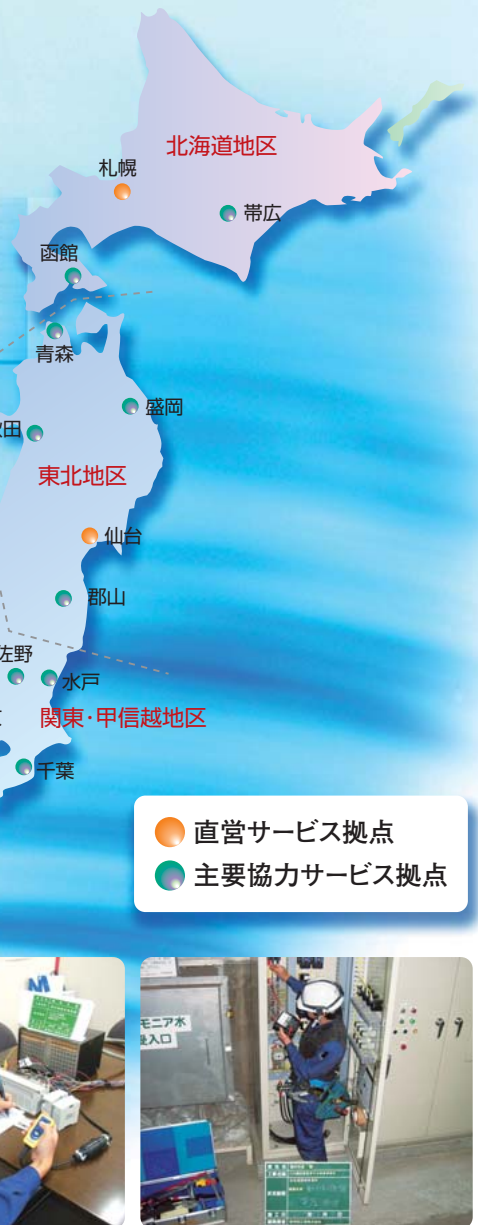 北海道地区
札幌
帯広
函館
青森
盛岡
田
東北地区
仙台
郡山
佐野
水戸
関東・甲信越地区
千葉
直営サービス拠点
主要協力サービス拠点
モニア水
入口